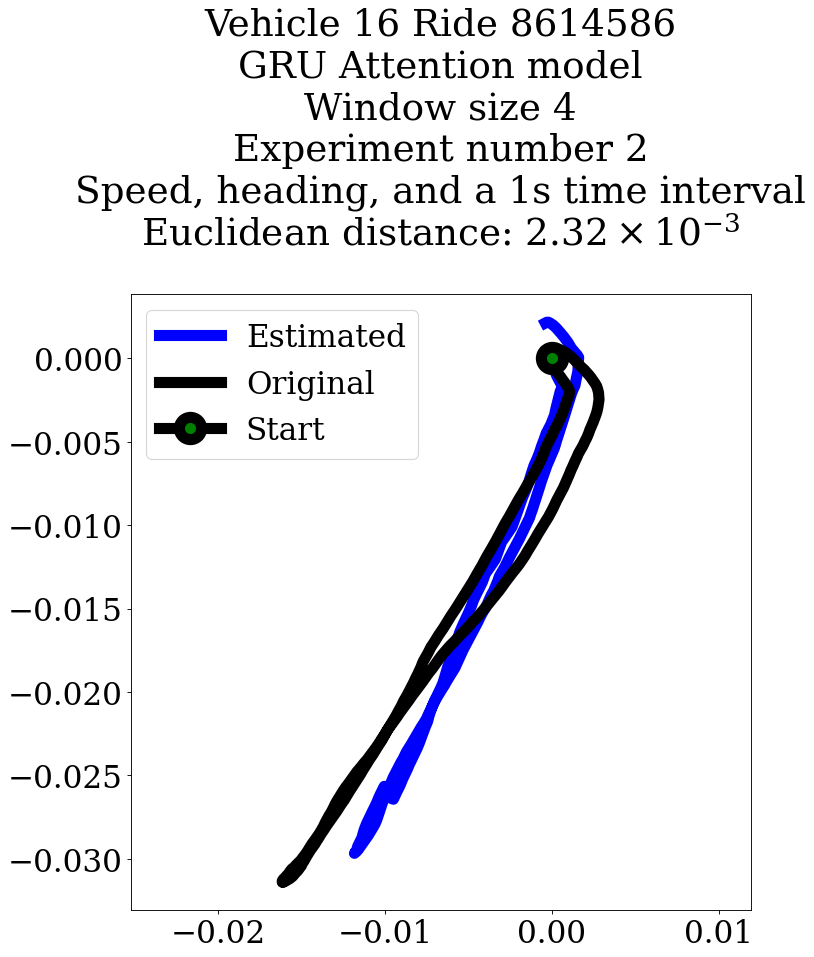 Vehicle 16 Ride 8614586
GRU Attention model
Window size 4
Experiment number 2
Speed, heading, and a 1s time interval
Euclidean distance: 2.32 × 10⁻³
Estimated
Original
Start
0.000
−0.005
−0.010
−0.015
−0.020
−0.025
−0.030
−0.02 −0.01 0.00 0.01